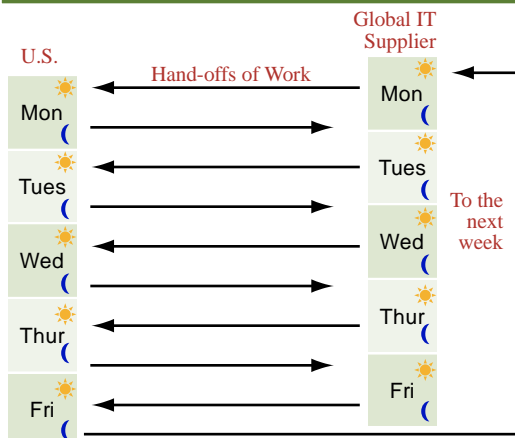 Global IT
Supplier
U.S.
Hand-offs of Work
Mon
Mon
Tues
Tues
To the
next
week
Wed
Wed
Thur
Thur
Fri
Fri